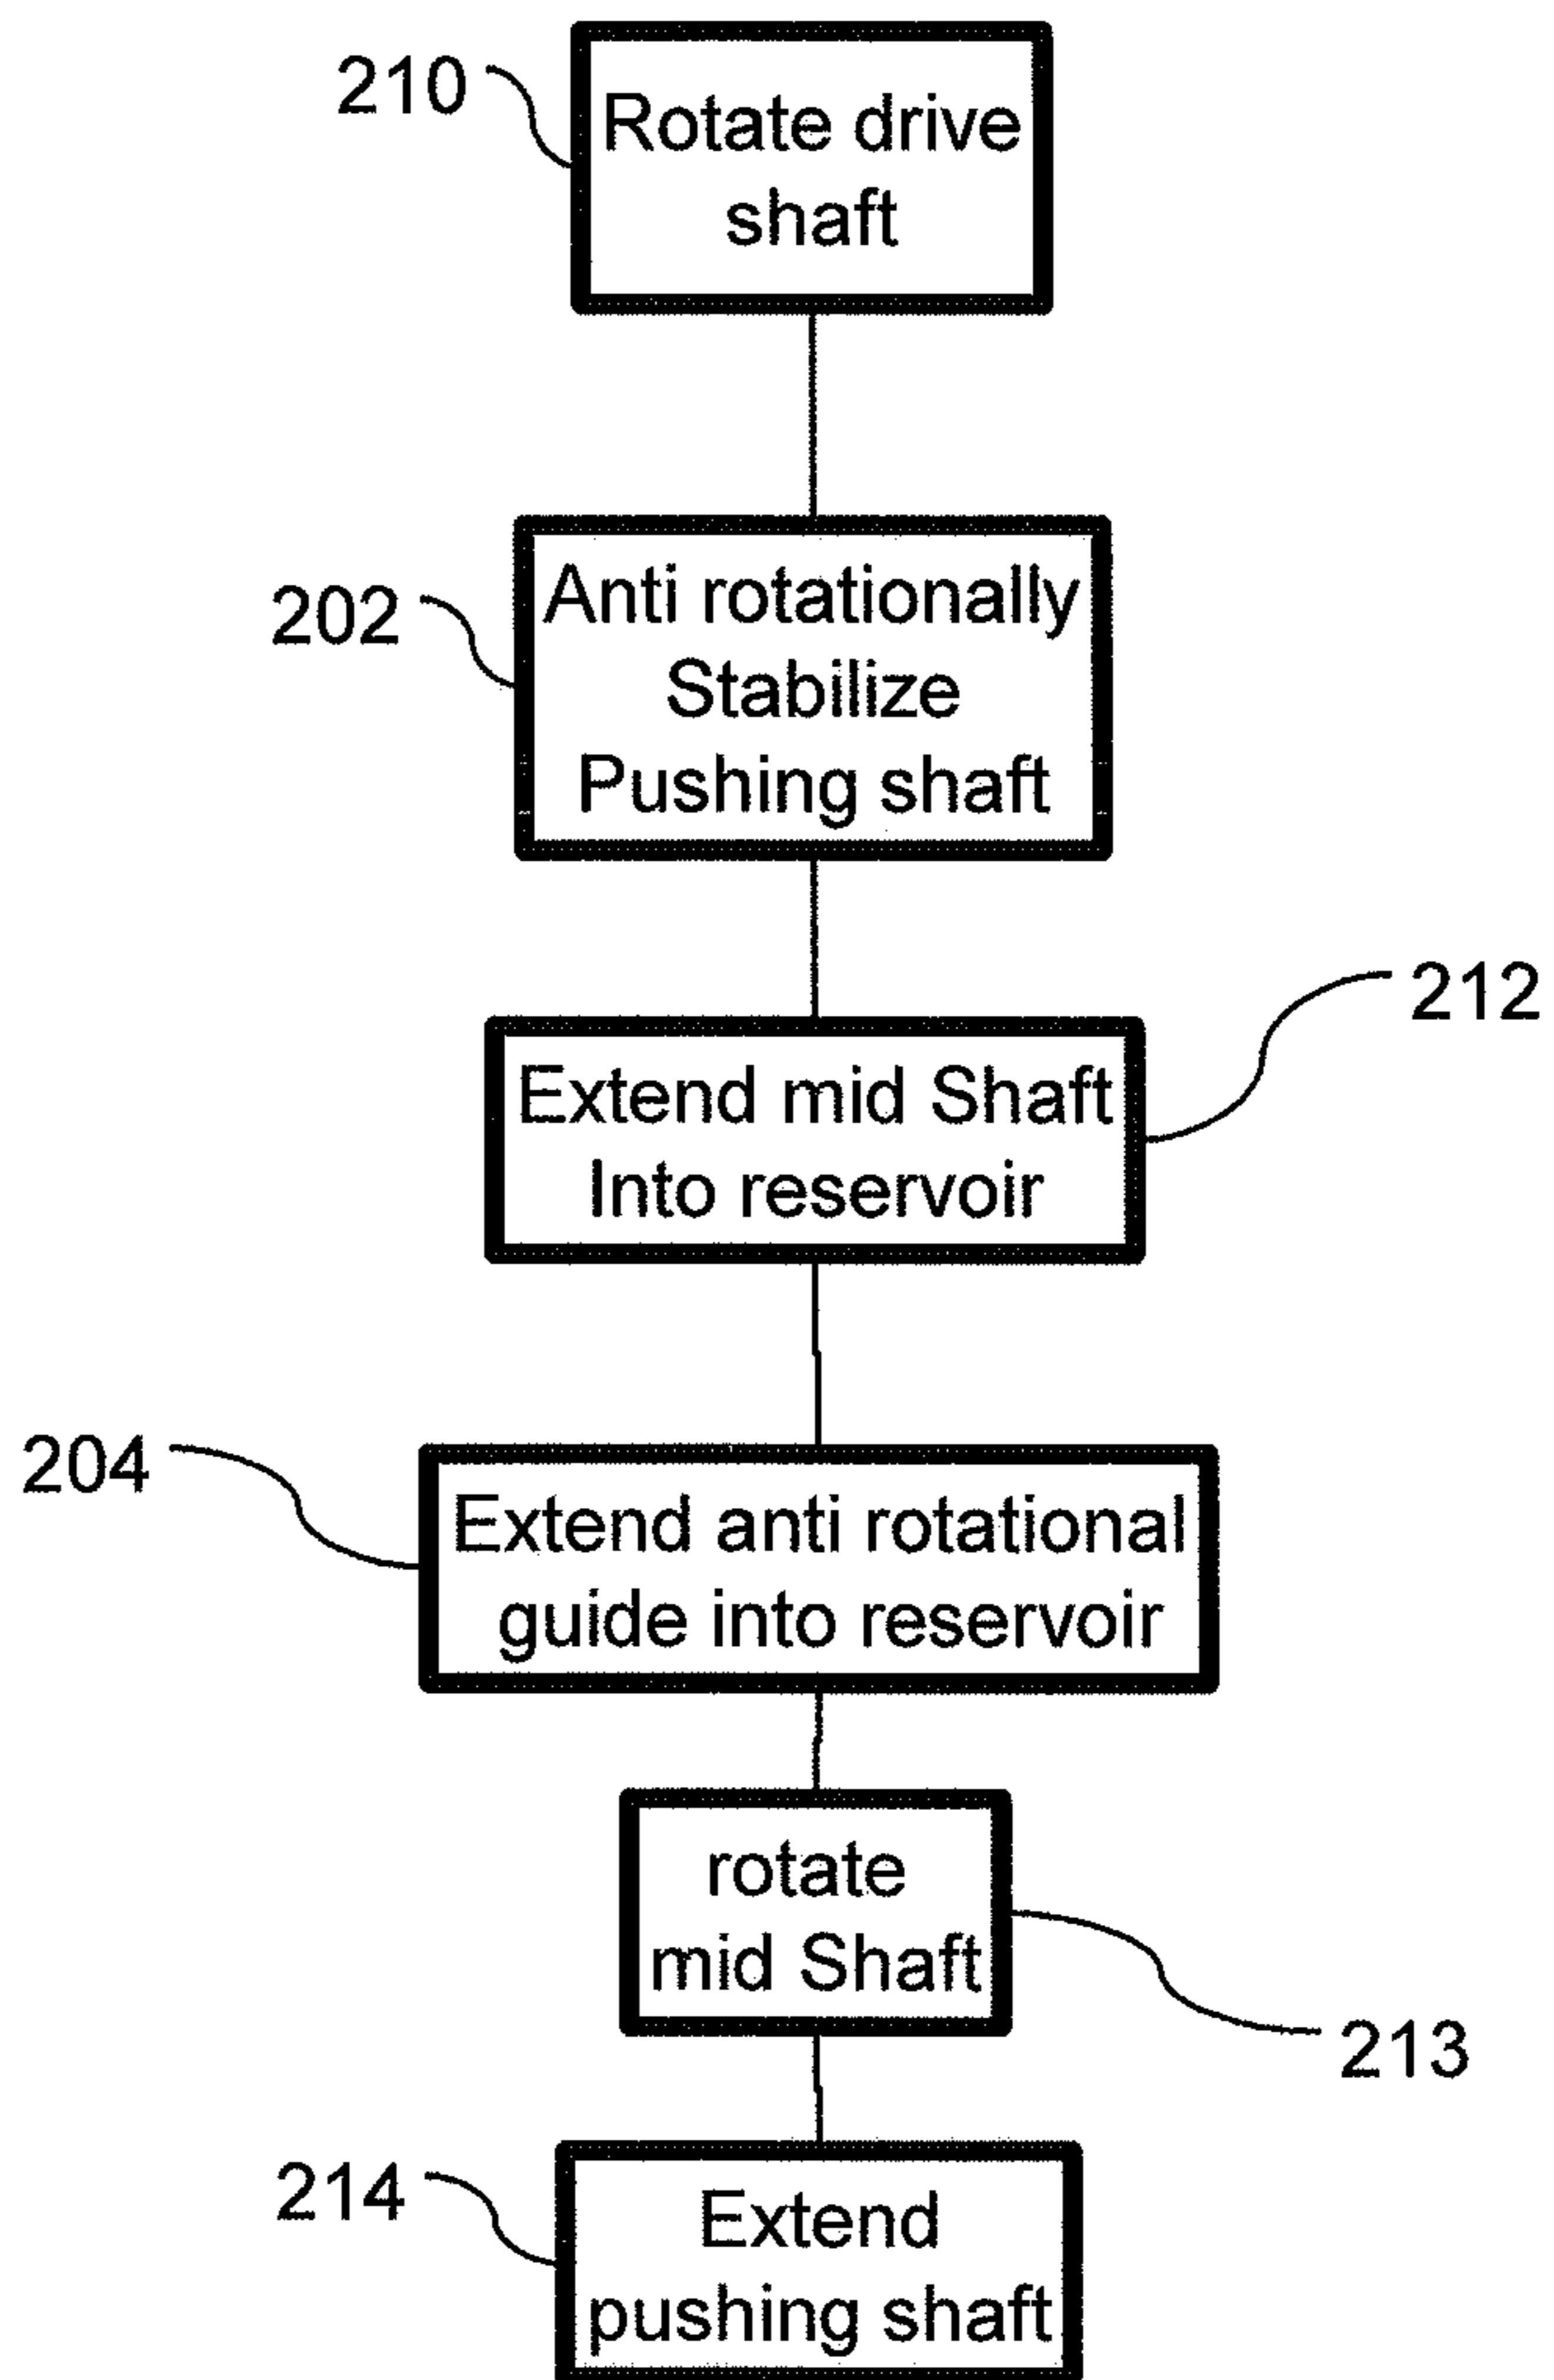 210
Rotate drive
shaft
202
Anti rotationally
Stabilize
Pushing shaft
212
Extend mid Shaft
Into reservoir
204
Extend anti rotational
guide into reservoir
rotate
mid Shaft
213
214
Extend
pushing shaft